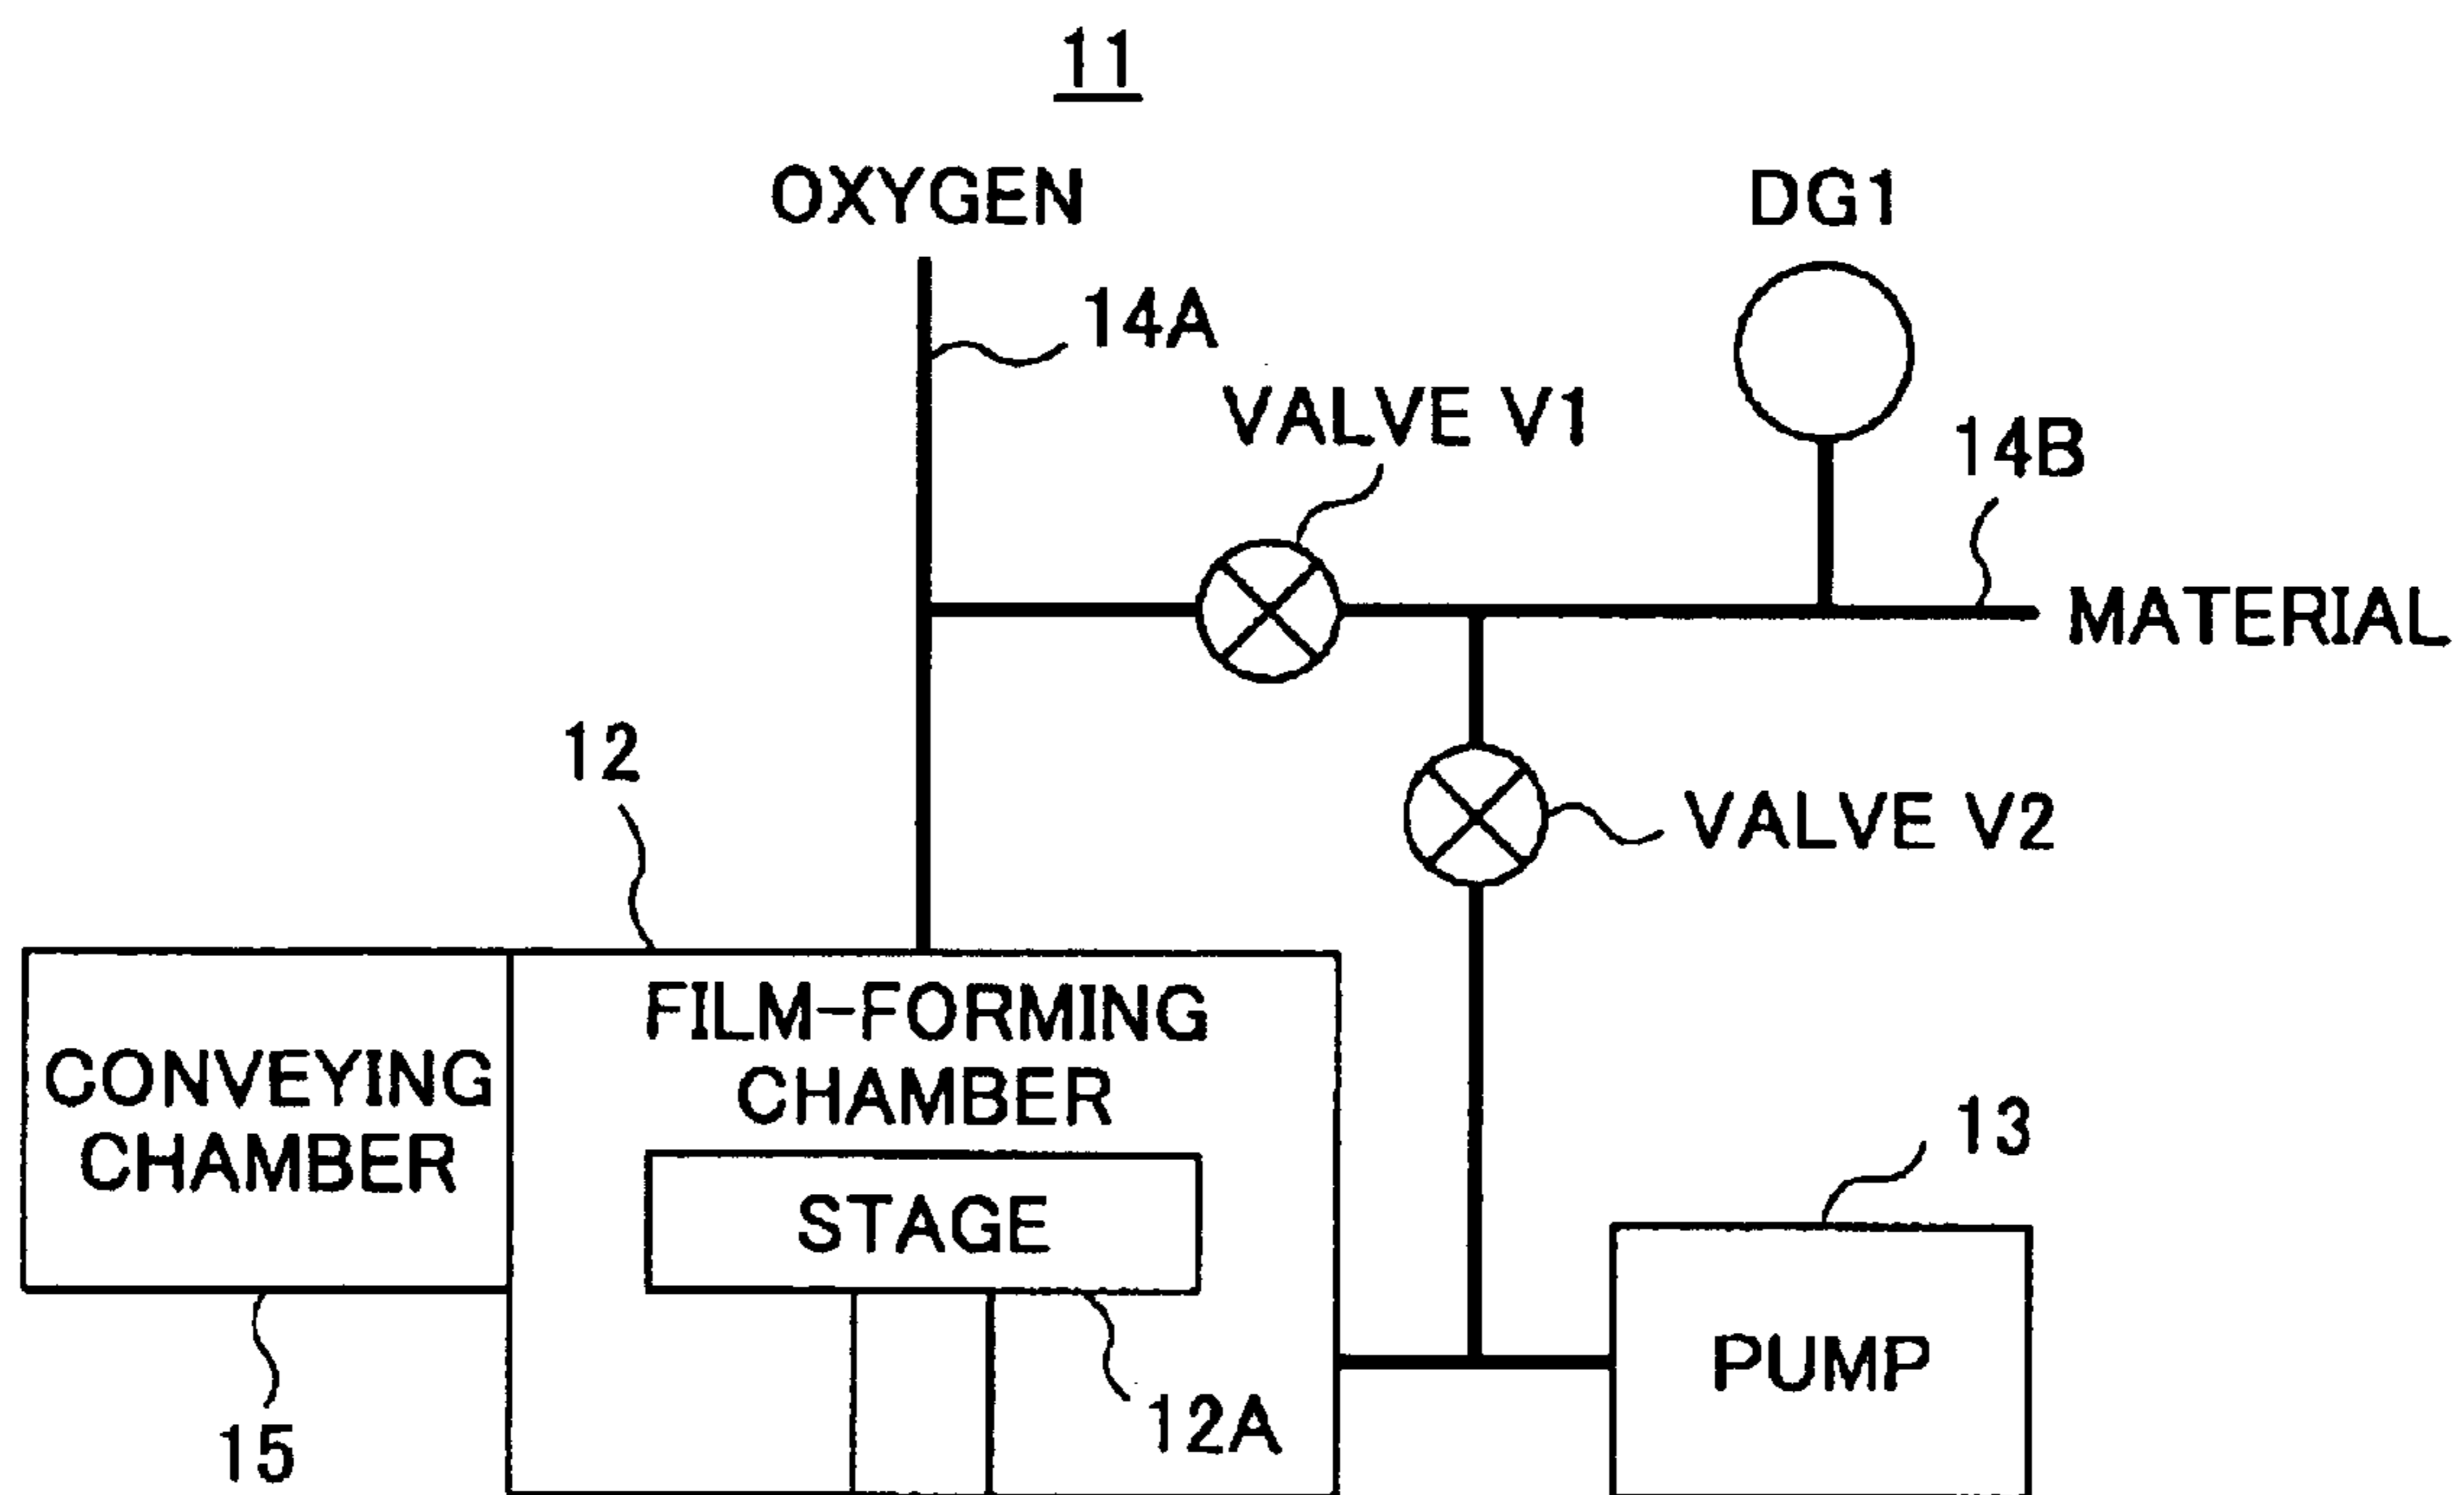 11
OXYGEN
DG1
14A
VALVE V1
14B
MATERIAL
12
VALVE V2
FILM-FORMING
CHAMBER
CONVEYING
CHAMBER
13
STAGE
PUMP
12A
15